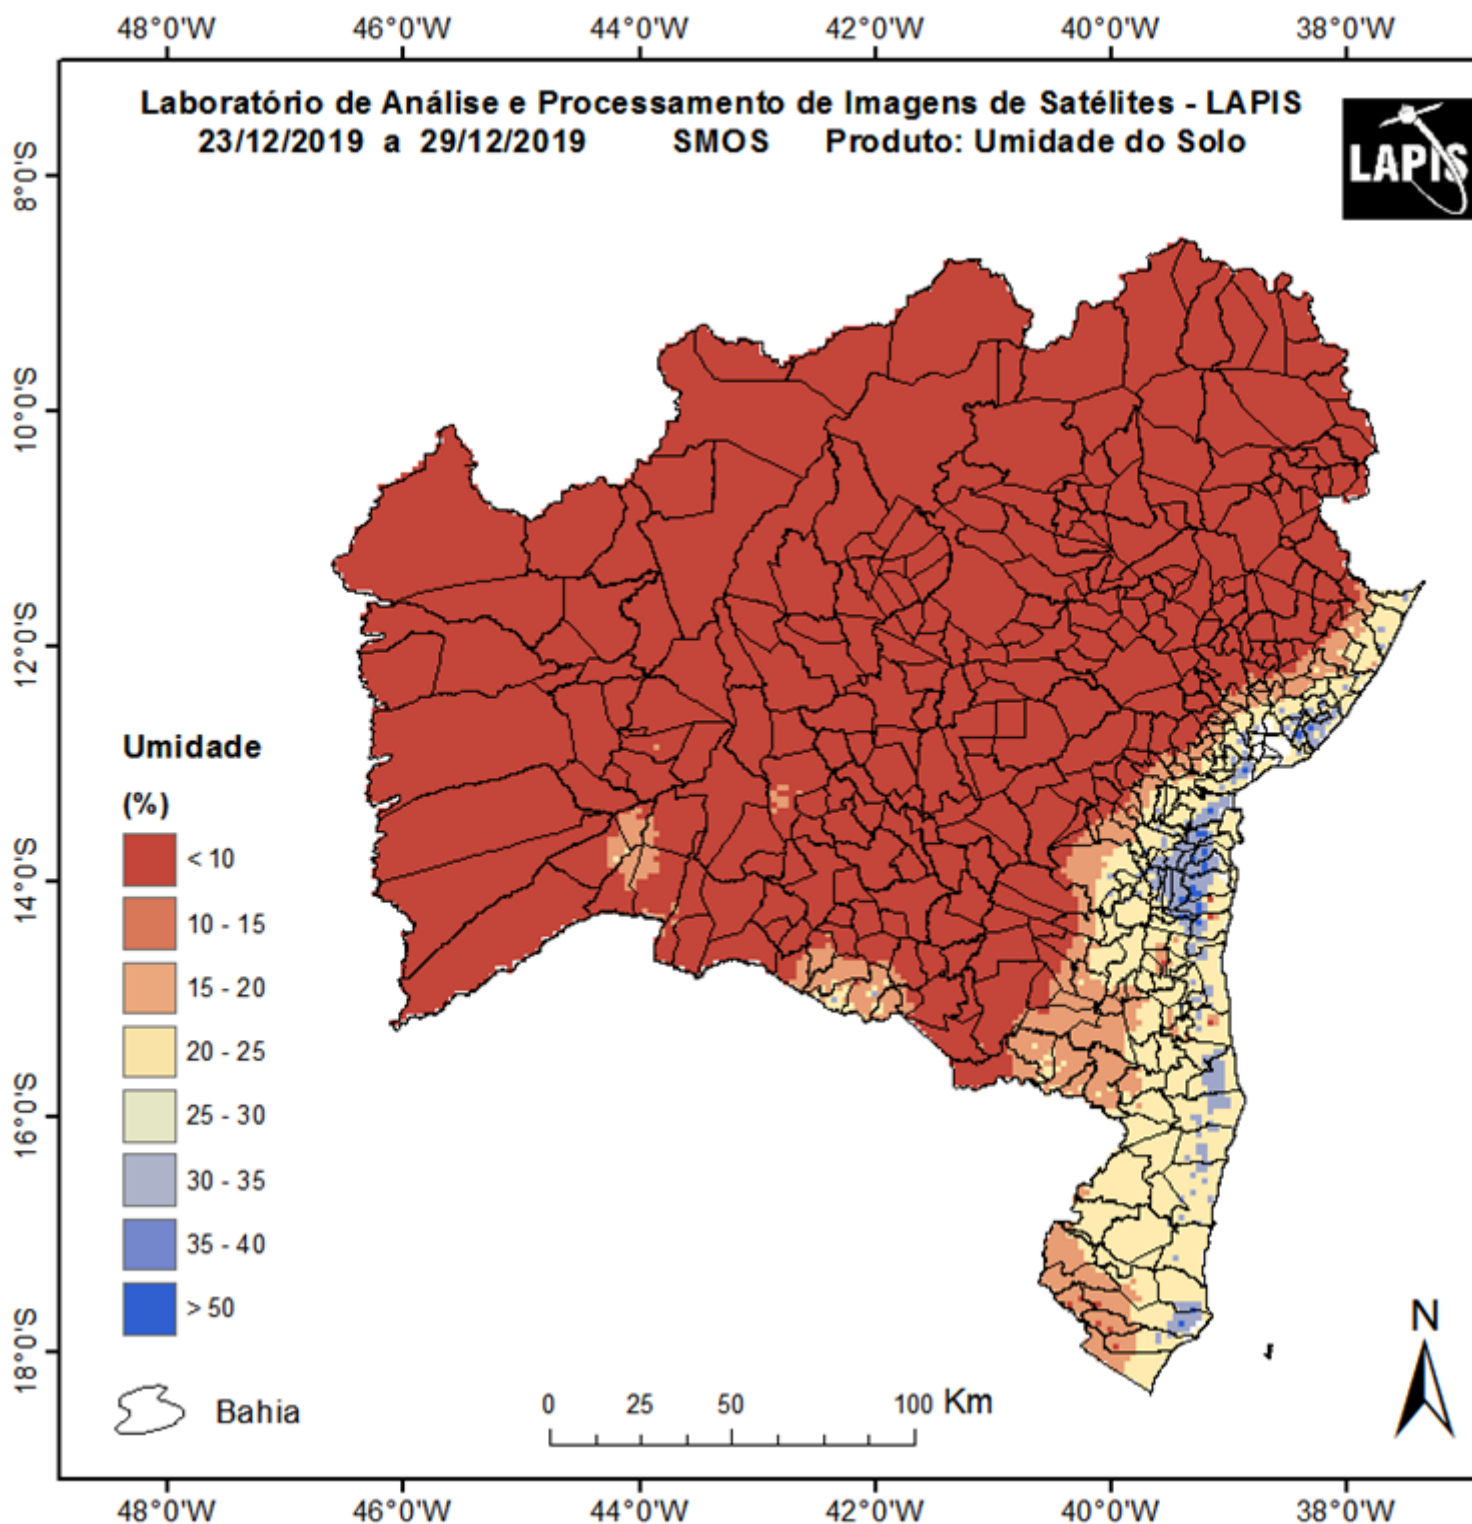 48°0'W 46°0'W 44°0'W 42°0'W 40°0'W 38°0'W
Laboratório de Análise e Processamento de Imagens de Satélites - LAPIS
23/12/2019 a 29/12/2019 SMOS Produto: Umidade do Solo
LAPIS
8°0'S
10°0'S
12°0'S
14°0'S
16°0'S
18°0'S
Umidade
(%)
< 10
10 - 15
15 - 20
20 - 25
25 - 30
30 - 35
35 - 40
> 50
Bahia
0 25 50 100 Km
N
48°0'W 46°0'W 44°0'W 42°0'W 40°0'W 38°0'W